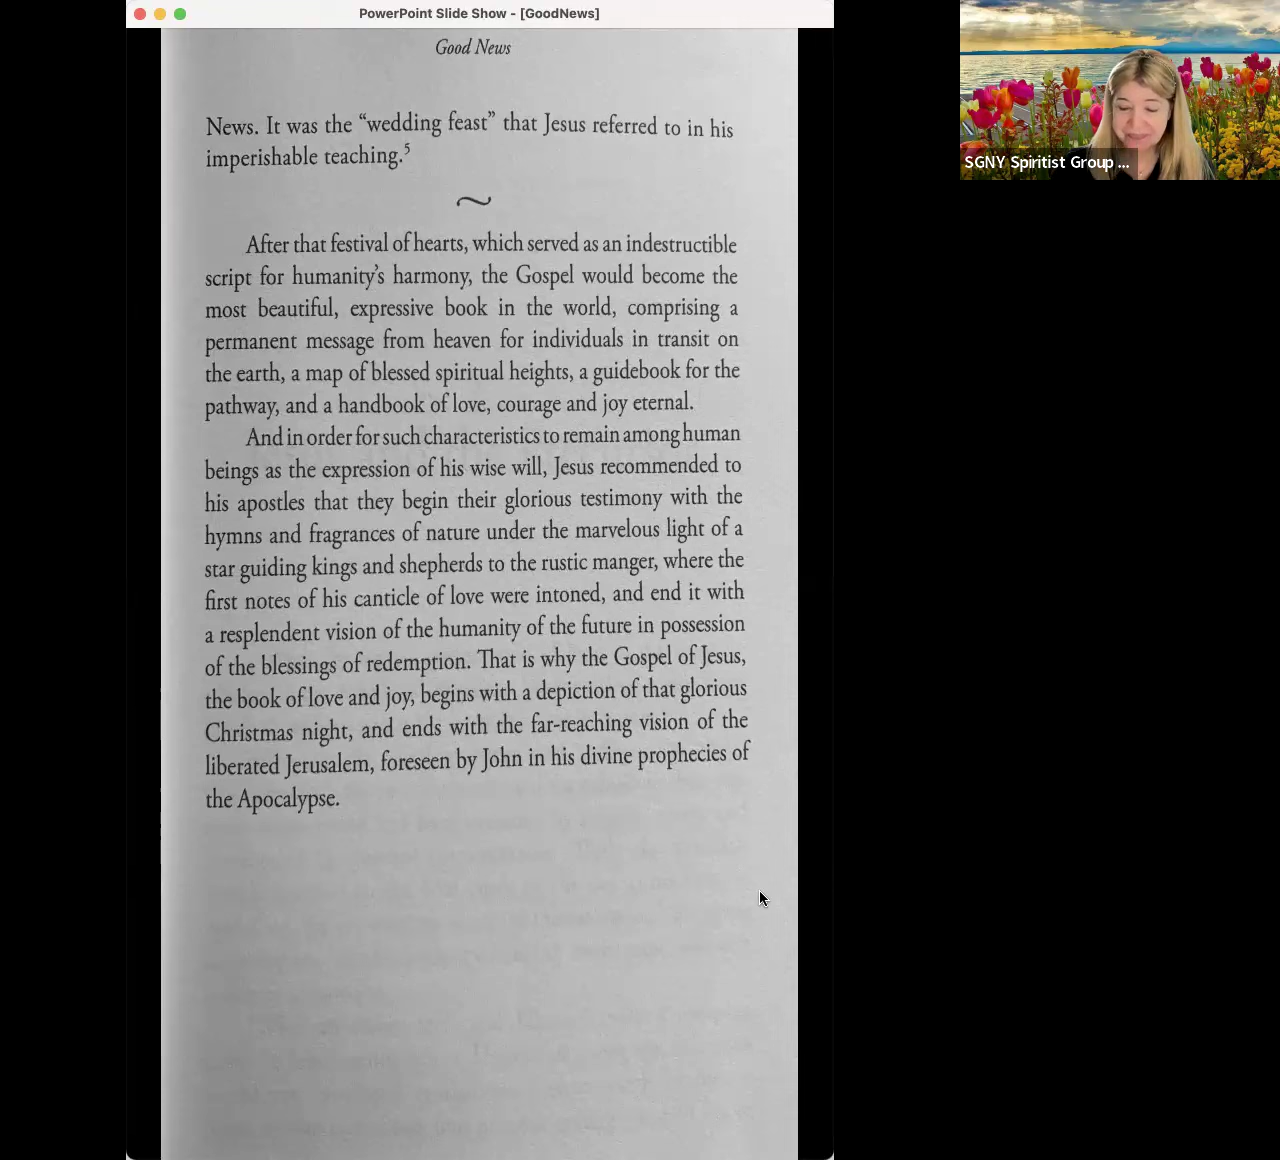 PowerPoint Slide Show - [GoodNews]
Good News
News. It was the “wedding feast” that Jesus referred to in his
imperishable teaching.5
After that festival of hearts, which served as an indestructible
script for humanity’s harmony, the Gospel would become the
most beautiful, expressive book in the world, comprising a
permanent message from heaven for individuals in transit on
the earth, a map of blessed spiritual heights, a guidebook for the
pathway, and a handbook of love, courage and joy eternal.
And in order for such characteristics to remain among human
beings as the expression of his wise will, Jesus recommended to
his apostles that they begin their glorious testimony with the
hymns and fragrances of nature under the marvelous light of a
star guiding kings and shepherds to the rustic manger, where the
first notes of his canticle of love were intoned, and end it with
a resplendent vision of the humanity of the future in possession
of the blessings of redemption. That is why the Gospel of Jesus,
the book of love and joy, begins with a depiction of that glorious
Christmas night, and ends with the far-reaching vision of the
liberated Jerusalem, foreseen by John in his divine prophecies of
the Apocalypse.
SGNY Spiritist Group ...